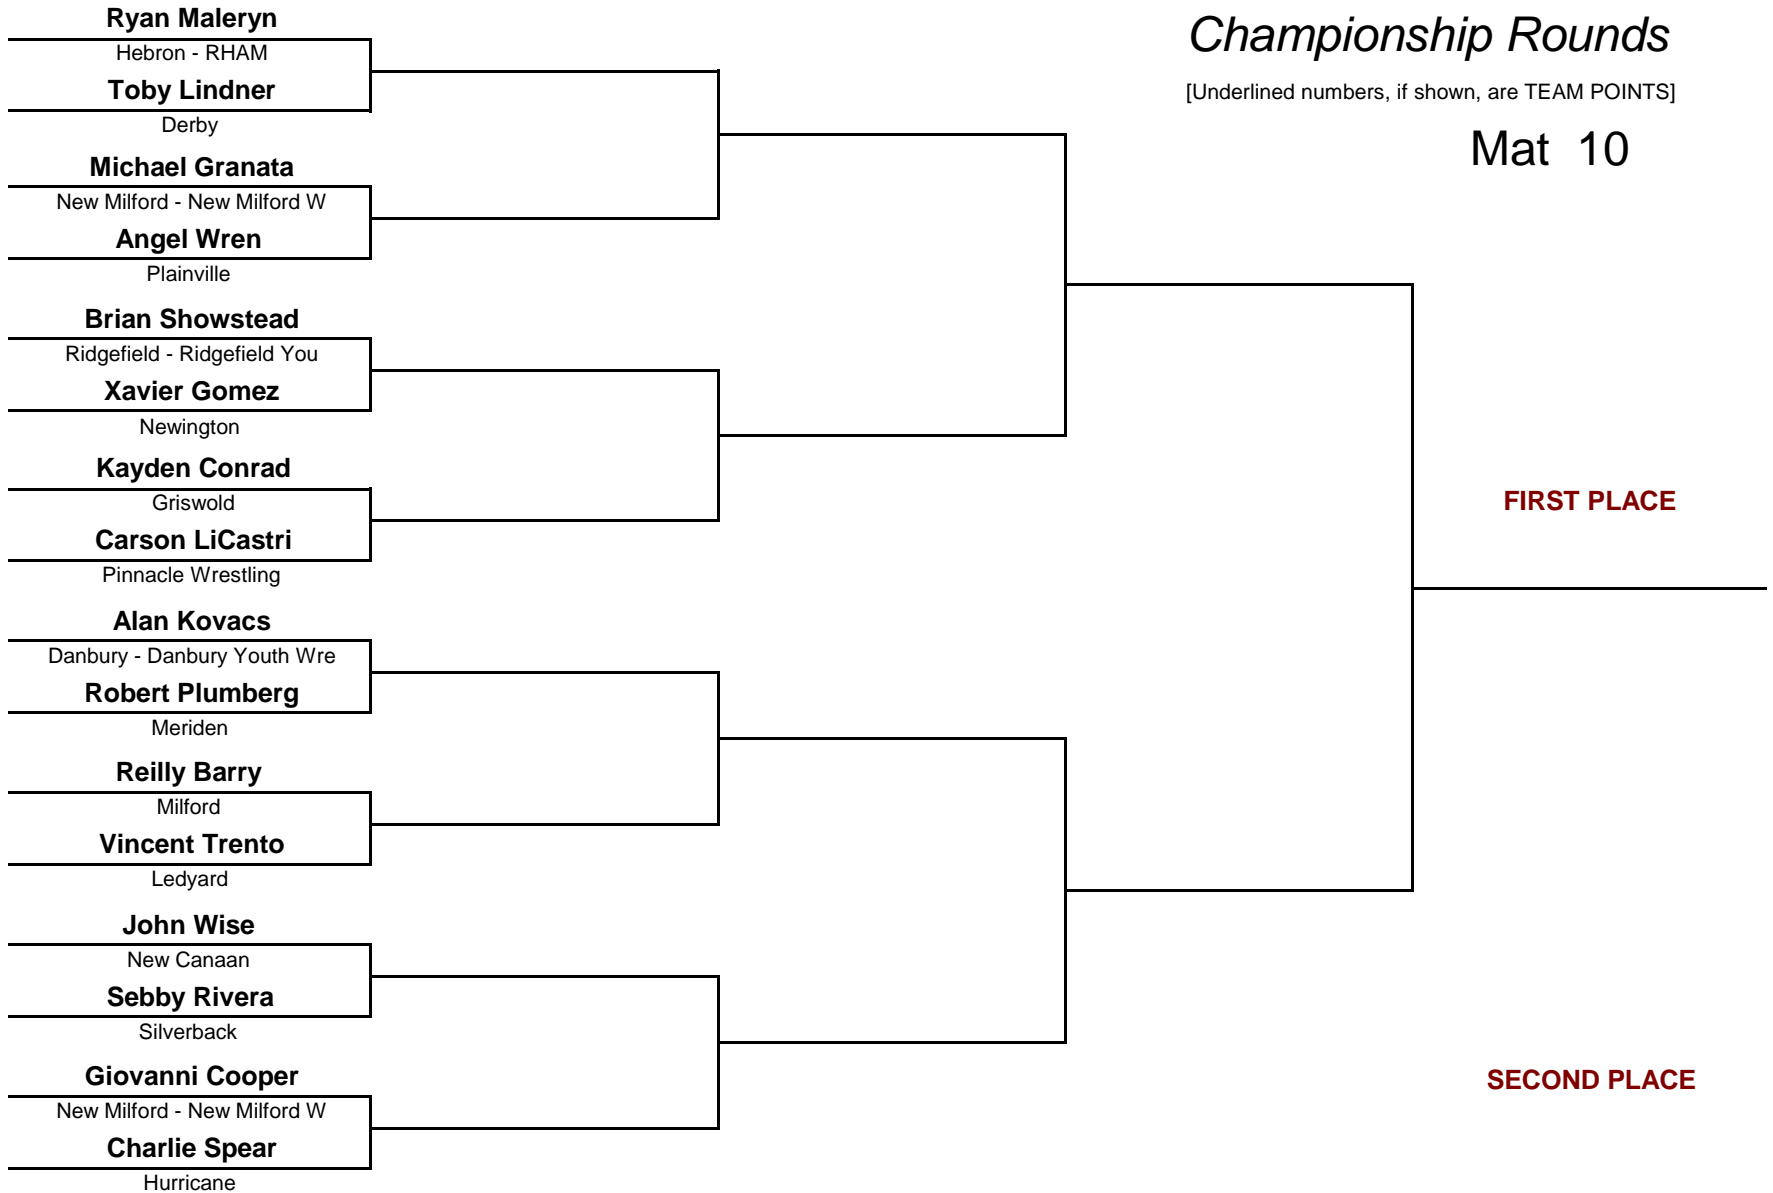 Ryan Maleryn
Hebron - RHAM
Toby Lindner
Derby
Michael Granata
New Milford - New Milford W
Angel Wren
Plainville
Brian Showstead
Ridgefield - Ridgefield You
Xavier Gomez
Newington
Kayden Conrad
Griswold
Carson LiCastri
Pinnacle Wrestling
Alan Kovacs
Danbury - Danbury Youth Wre
Robert Plumberg
Meriden
Reilly Barry
Milford
Vincent Trento
Ledyard
John Wise
New Canaan
Sebby Rivera
Silverback
Giovanni Cooper
New Milford - New Milford W
Charlie Spear
Hurricane
Championship Rounds
[Underlined numbers, if shown, are TEAM POINTS]
Mat 10
FIRST PLACE
SECOND PLACE